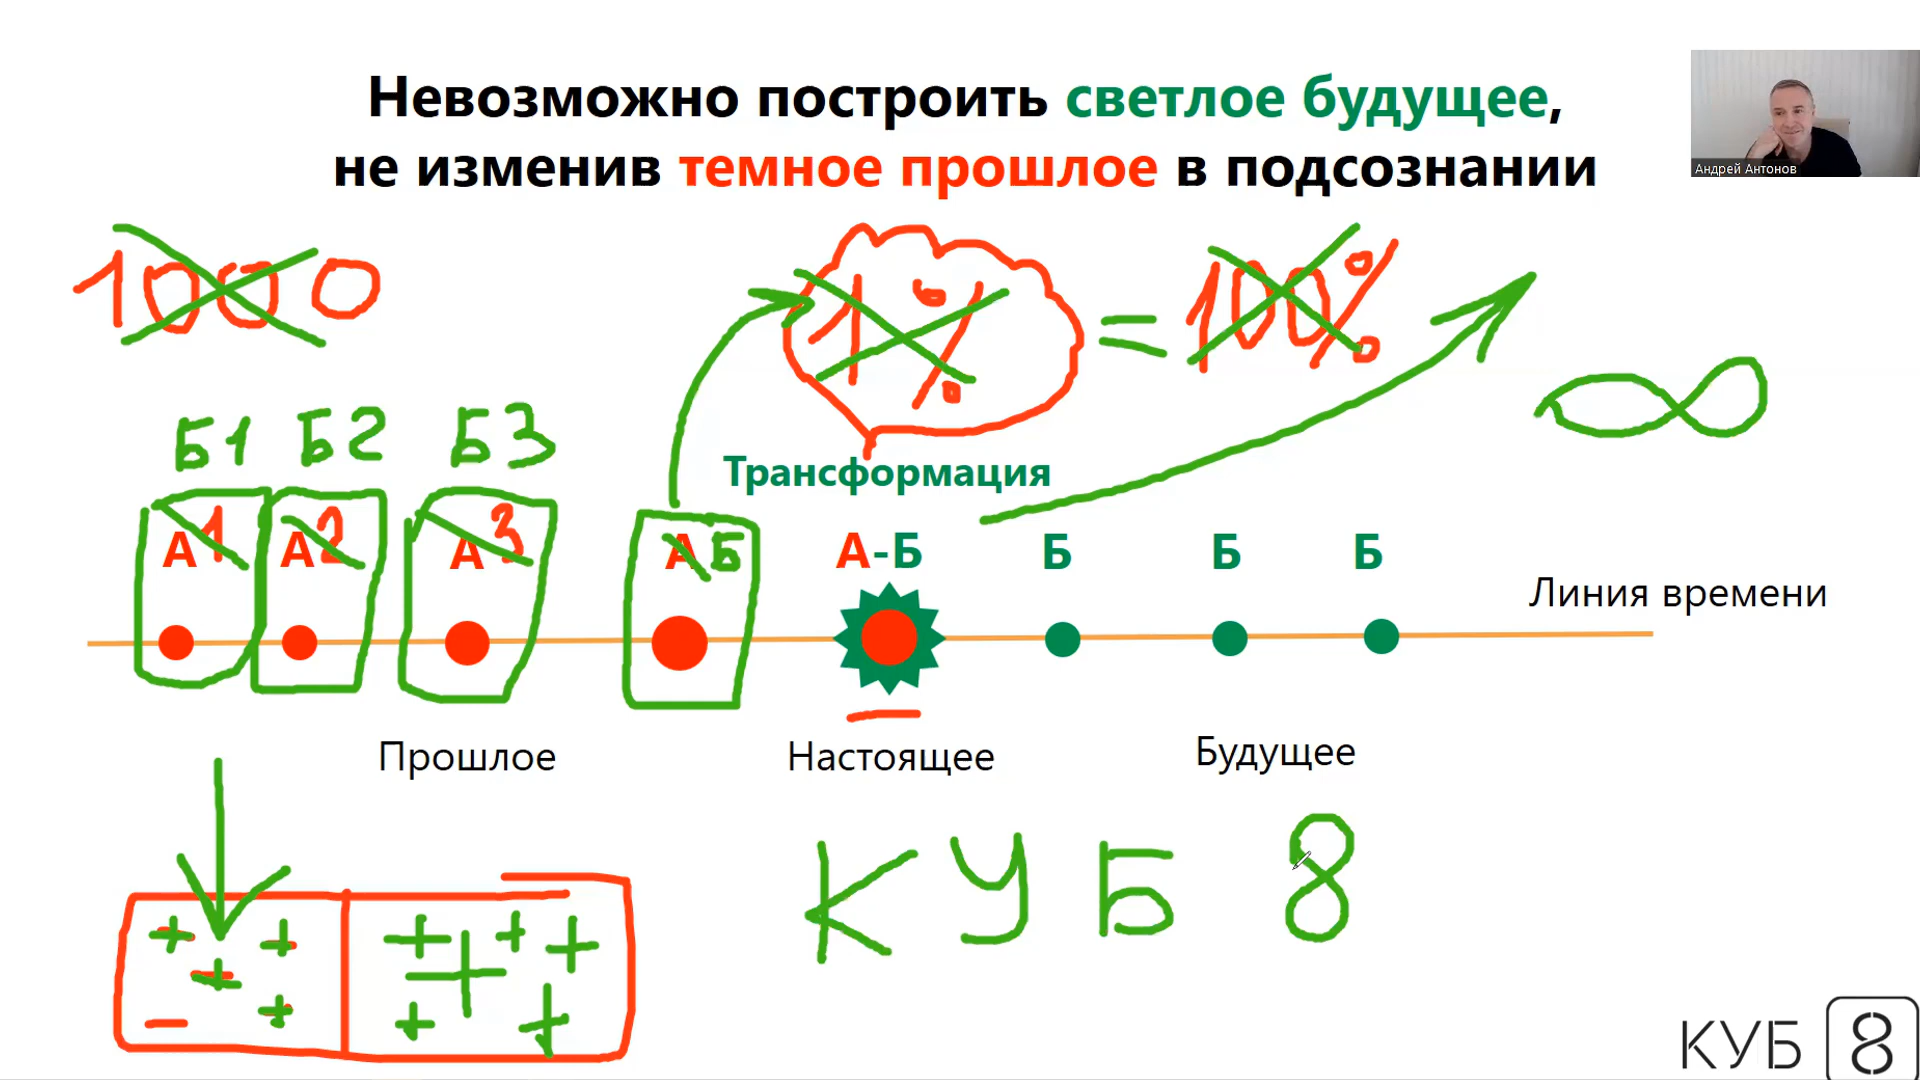 Невозможно построить светлое будущее,
не изменив темное прошлое в подсознании
Андрей Антонов
1000
1% = 100%
Б1 Б2 Б3
Трансформация
А1 А2 А3 А Б А-Б Б Б Б
Линия времени
Прошлое Настоящее Будущее
КУБ 8
+ + + + −
+ + + + + +
КУБ 8